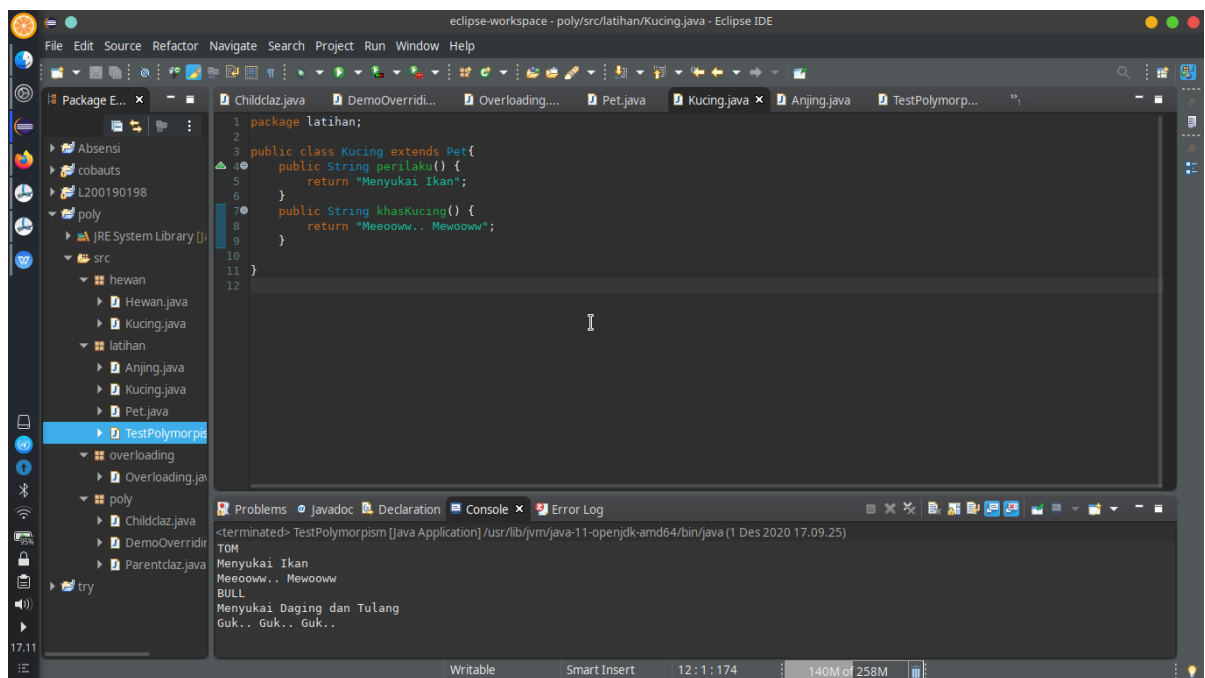 eclipse-workspace - poly/src/latihan/Kucing.java - Eclipse IDE
File Edit Source Refactor Navigate Search Project Run Window Help
Package E...
Childclaz.java DemoOverridi... Overloading.... Pet.java Kucing.java Anjing.java TestPolymorp... »1
Absensi
cobauts
L200190198
poly
JRE System Library [J
src
hewan
Hewan.java
Kucing.java
latihan
Anjing.java
Kucing.java
Pet.java
TestPolymorpis
overloading
Overloading.jav
poly
Childclaz.java
DemoOverridin
Parentclaz.java
try
1 package latihan;
2
3 public class Kucing extends Pet{
4 public String perilaku() {
5 return "Menyukai Ikan";
6 }
7 public String khasKucing() {
8 return "Meeooww.. Mewooww";
9 }
10
11 }
12
Problems Javadoc Declaration Console Error Log
<terminated> TestPolymorpism [Java Application] /usr/lib/jvm/java-11-openjdk-amd64/bin/java (1 Des 2020 17.09.25)
TOM
Menyukai Ikan
Meeooww.. Mewooww
BULL
Menyukai Daging dan Tulang
Guk.. Guk.. Guk..
95%
17.11
Writable Smart Insert 12:1:174 140M of 258M